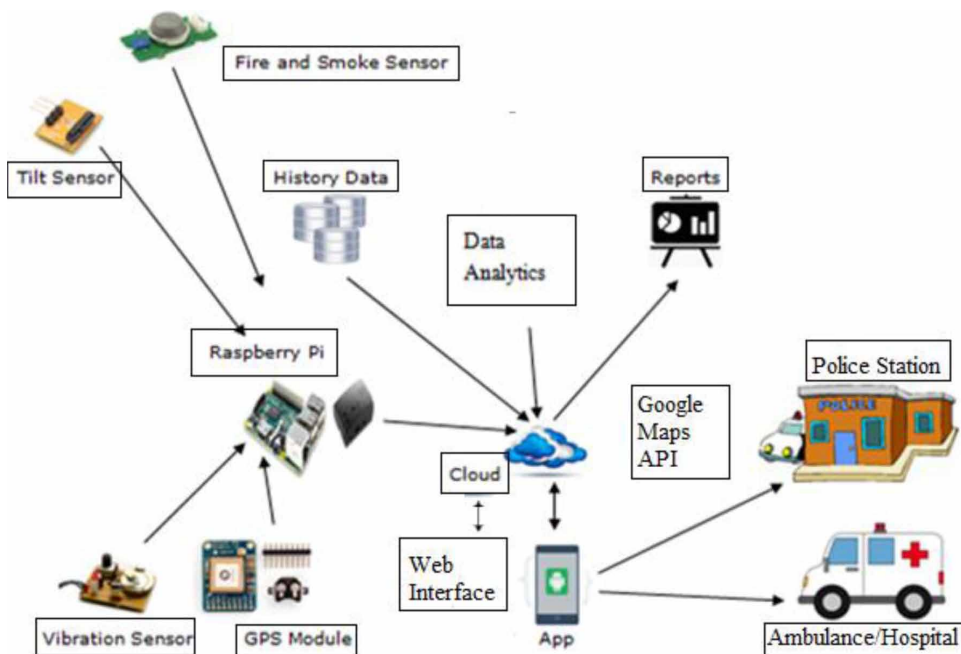 Fire and Smoke Sensor
Tilt Sensor
History Data
Reports
Data
Analytics
Raspberry Pi
Police Station
POLICE
Google
Maps
API
Cloud
Web
Interface
App
Vibration Sensor
GPS Module
Ambulance/Hospital